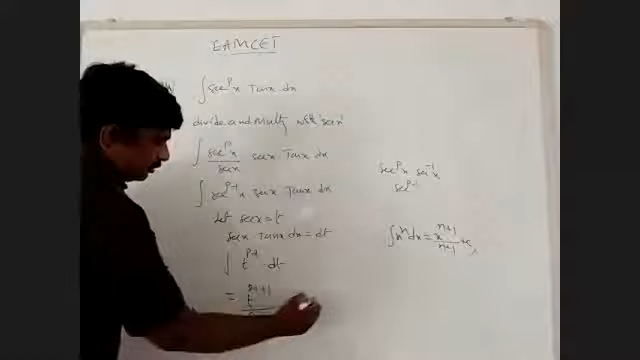 EAMCET
∫ sec^p x Tanx dx
divide and Multy with 'secx'
∫ sec^p x / secx secx Tanx dx
∫ sec^{p-1} x secx Tanx dx
Let secx = t
secx Tanx dx = dt
∫ t^{p-1} dt
= t^{p-1+1}
sec^p x sec^{-1} x
sec^{p-1}
∫ x^n dx = x^{n+1} / n+1 + c